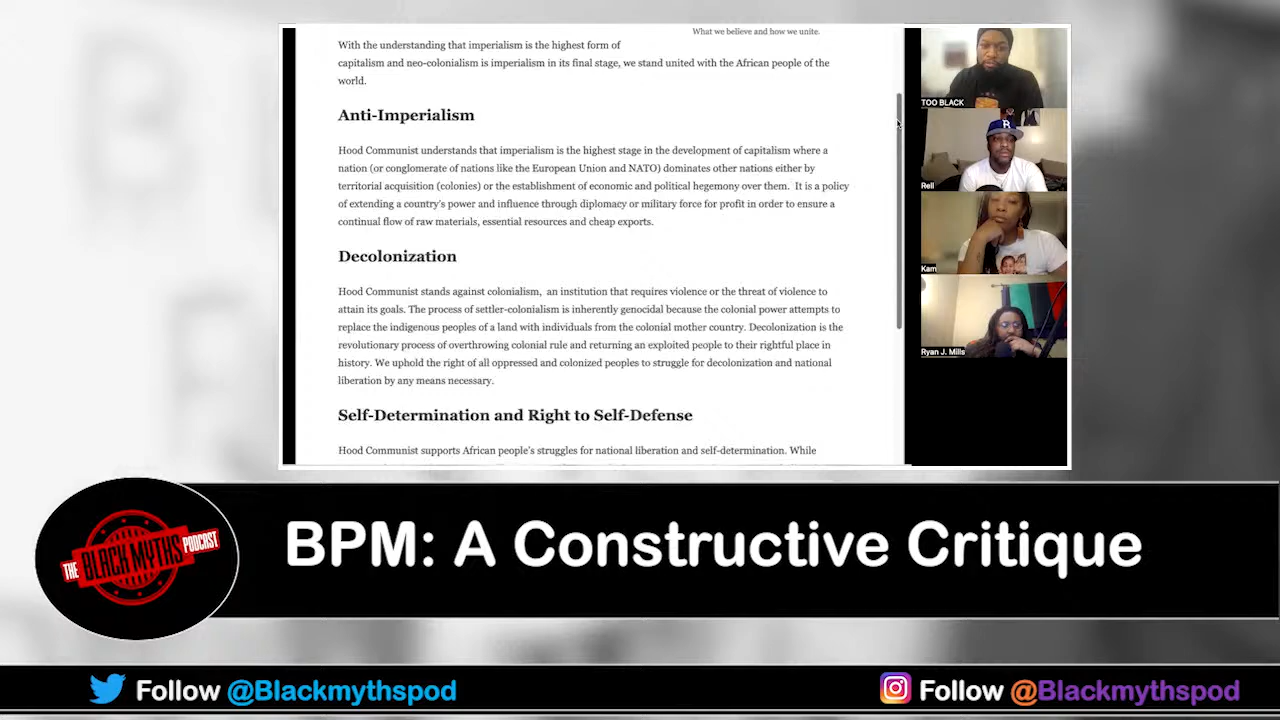 What we believe and how we unite.
With the understanding that imperialism is the highest form of
capitalism and neo-colonialism is imperialism in its final stage, we stand united with the African people of the
world.
Anti-Imperialism
Hood Communist understands that imperialism is the highest stage in the development of capitalism where a
nation (or conglomerate of nations like the European Union and NATO) dominates other nations either by
territorial acquisition (colonies) or the establishment of economic and political hegemony over them. It is a policy
of extending a country's power and influence through diplomacy or military force for profit in order to ensure a
continual flow of raw materials, essential resources and cheap exports.
Decolonization
Hood Communist stands against colonialism, an institution that requires violence or the threat of violence to
attain its goals. The process of settler-colonialism is inherently genocidal because the colonial power attempts to
replace the indigenous peoples of a land with individuals from the colonial mother country. Decolonization is the
revolutionary process of overthrowing colonial rule and returning an exploited people to their rightful place in
history. We uphold the right of all oppressed and colonized peoples to struggle for decolonization and national
liberation by any means necessary.
Self-Determination and Right to Self-Defense
Hood Communist supports African people's struggles for national liberation and self-determination. While
TOO BLACK
Rell
Kam
Ryan J. Mills
THE BLACK MYTHS PODCAST
BPM: A Constructive Critique
Follow @Blackmythspod
Follow @Blackmythspod